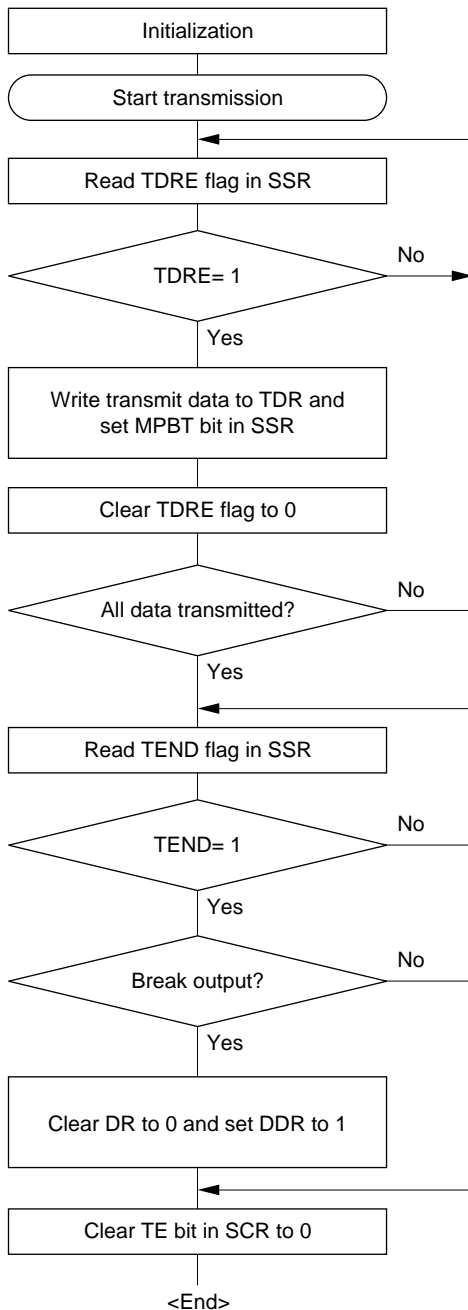 Initialization
Start transmission
Read TDRE flag in SSR
No
TDRE= 1
Yes
Write transmit data to TDR and
set MPBT bit in SSR
Clear TDRE flag to 0
No
All data transmitted?
Yes
Read TEND flag in SSR
No
TEND= 1
Yes
No
Break output?
Yes
Clear DR to 0 and set DDR to 1
Clear TE bit in SCR to 0
<End>